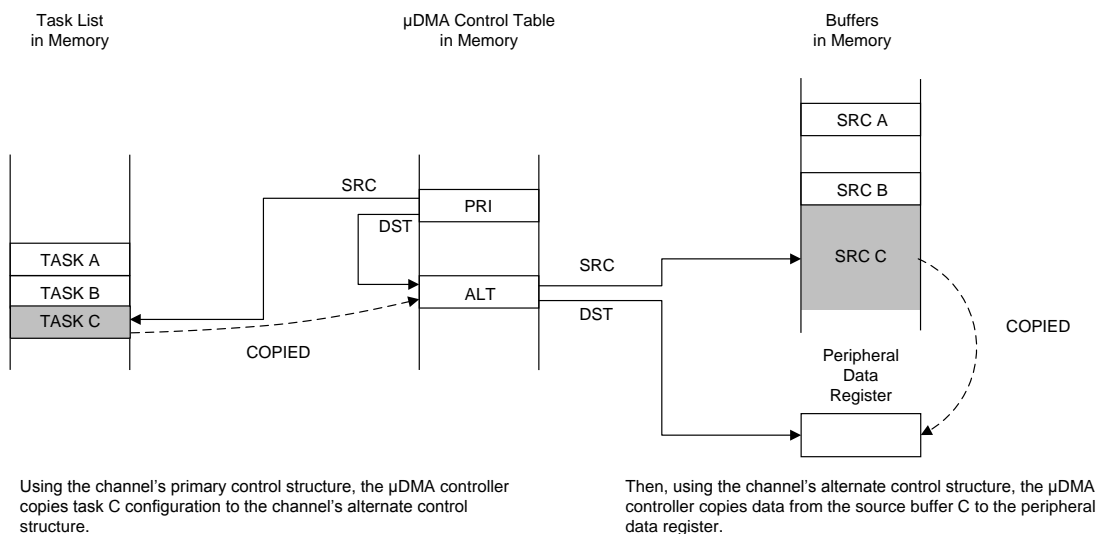 Task List
in Memory
µDMA Control Table
in Memory
Buffers
in Memory
SRC A
SRC B
SRC C
SRC
PRI
DST
TASK A
TASK B
TASK C
ALT
SRC
DST
COPIED
COPIED
Peripheral
Data
Register
Using the channel's primary control structure, the µDMA controller
copies task C configuration to the channel's alternate control
structure.
Then, using the channel's alternate control structure, the µDMA
controller copies data from the source buffer C to the peripheral
data register.